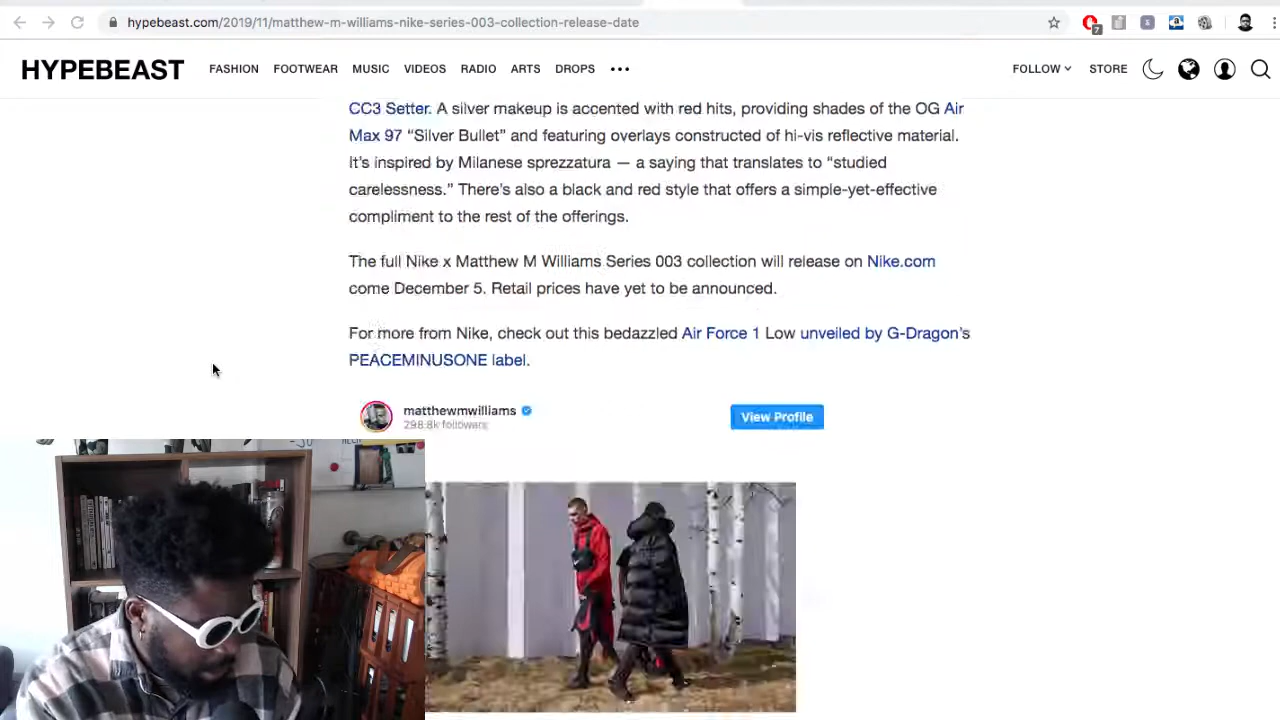 hypebeast.com/2019/11/matthew-m-williams-nike-series-003-collection-release-date
7
HYPEBEAST FASHION FOOTWEAR MUSIC VIDEOS RADIO ARTS DROPS ••• FOLLOW STORE
CC3 Setter. A silver makeup is accented with red hits, providing shades of the OG Air
Max 97 “Silver Bullet” and featuring overlays constructed of hi-vis reflective material.
It’s inspired by Milanese sprezzatura — a saying that translates to “studied
carelessness.” There’s also a black and red style that offers a simple-yet-effective
compliment to the rest of the offerings.
The full Nike x Matthew M Williams Series 003 collection will release on Nike.com
come December 5. Retail prices have yet to be announced.
For more from Nike, check out this bedazzled Air Force 1 Low unveiled by G-Dragon’s
PEACEMINUSONE label.
matthewmwilliams
298.8k followers
View Profile